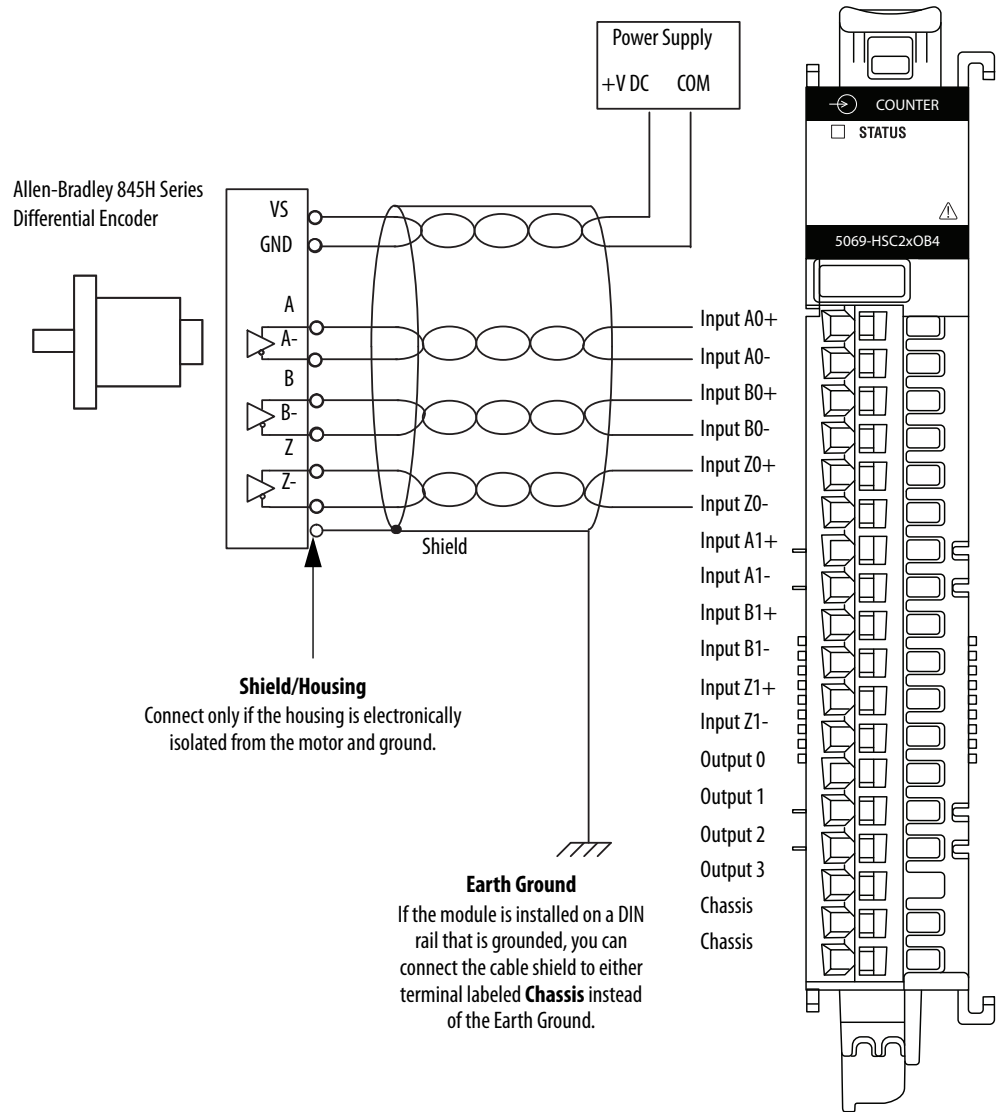 Power Supply
+V DC COM
COUNTER
STATUS
5069-HSC2xOB4
Allen-Bradley 845H Series
Differential Encoder
VS
GND
A
A-
B
B-
Z
Z-
Shield
Shield/Housing
Connect only if the housing is electronically
isolated from the motor and ground.
Earth Ground
If the module is installed on a DIN
rail that is grounded, you can
connect the cable shield to either
terminal labeled Chassis instead
of the Earth Ground.
Input A0+
Input A0-
Input B0+
Input B0-
Input Z0+
Input Z0-
Input A1+
Input A1-
Input B1+
Input B1-
Input Z1+
Input Z1-
Output 0
Output 1
Output 2
Output 3
Chassis
Chassis